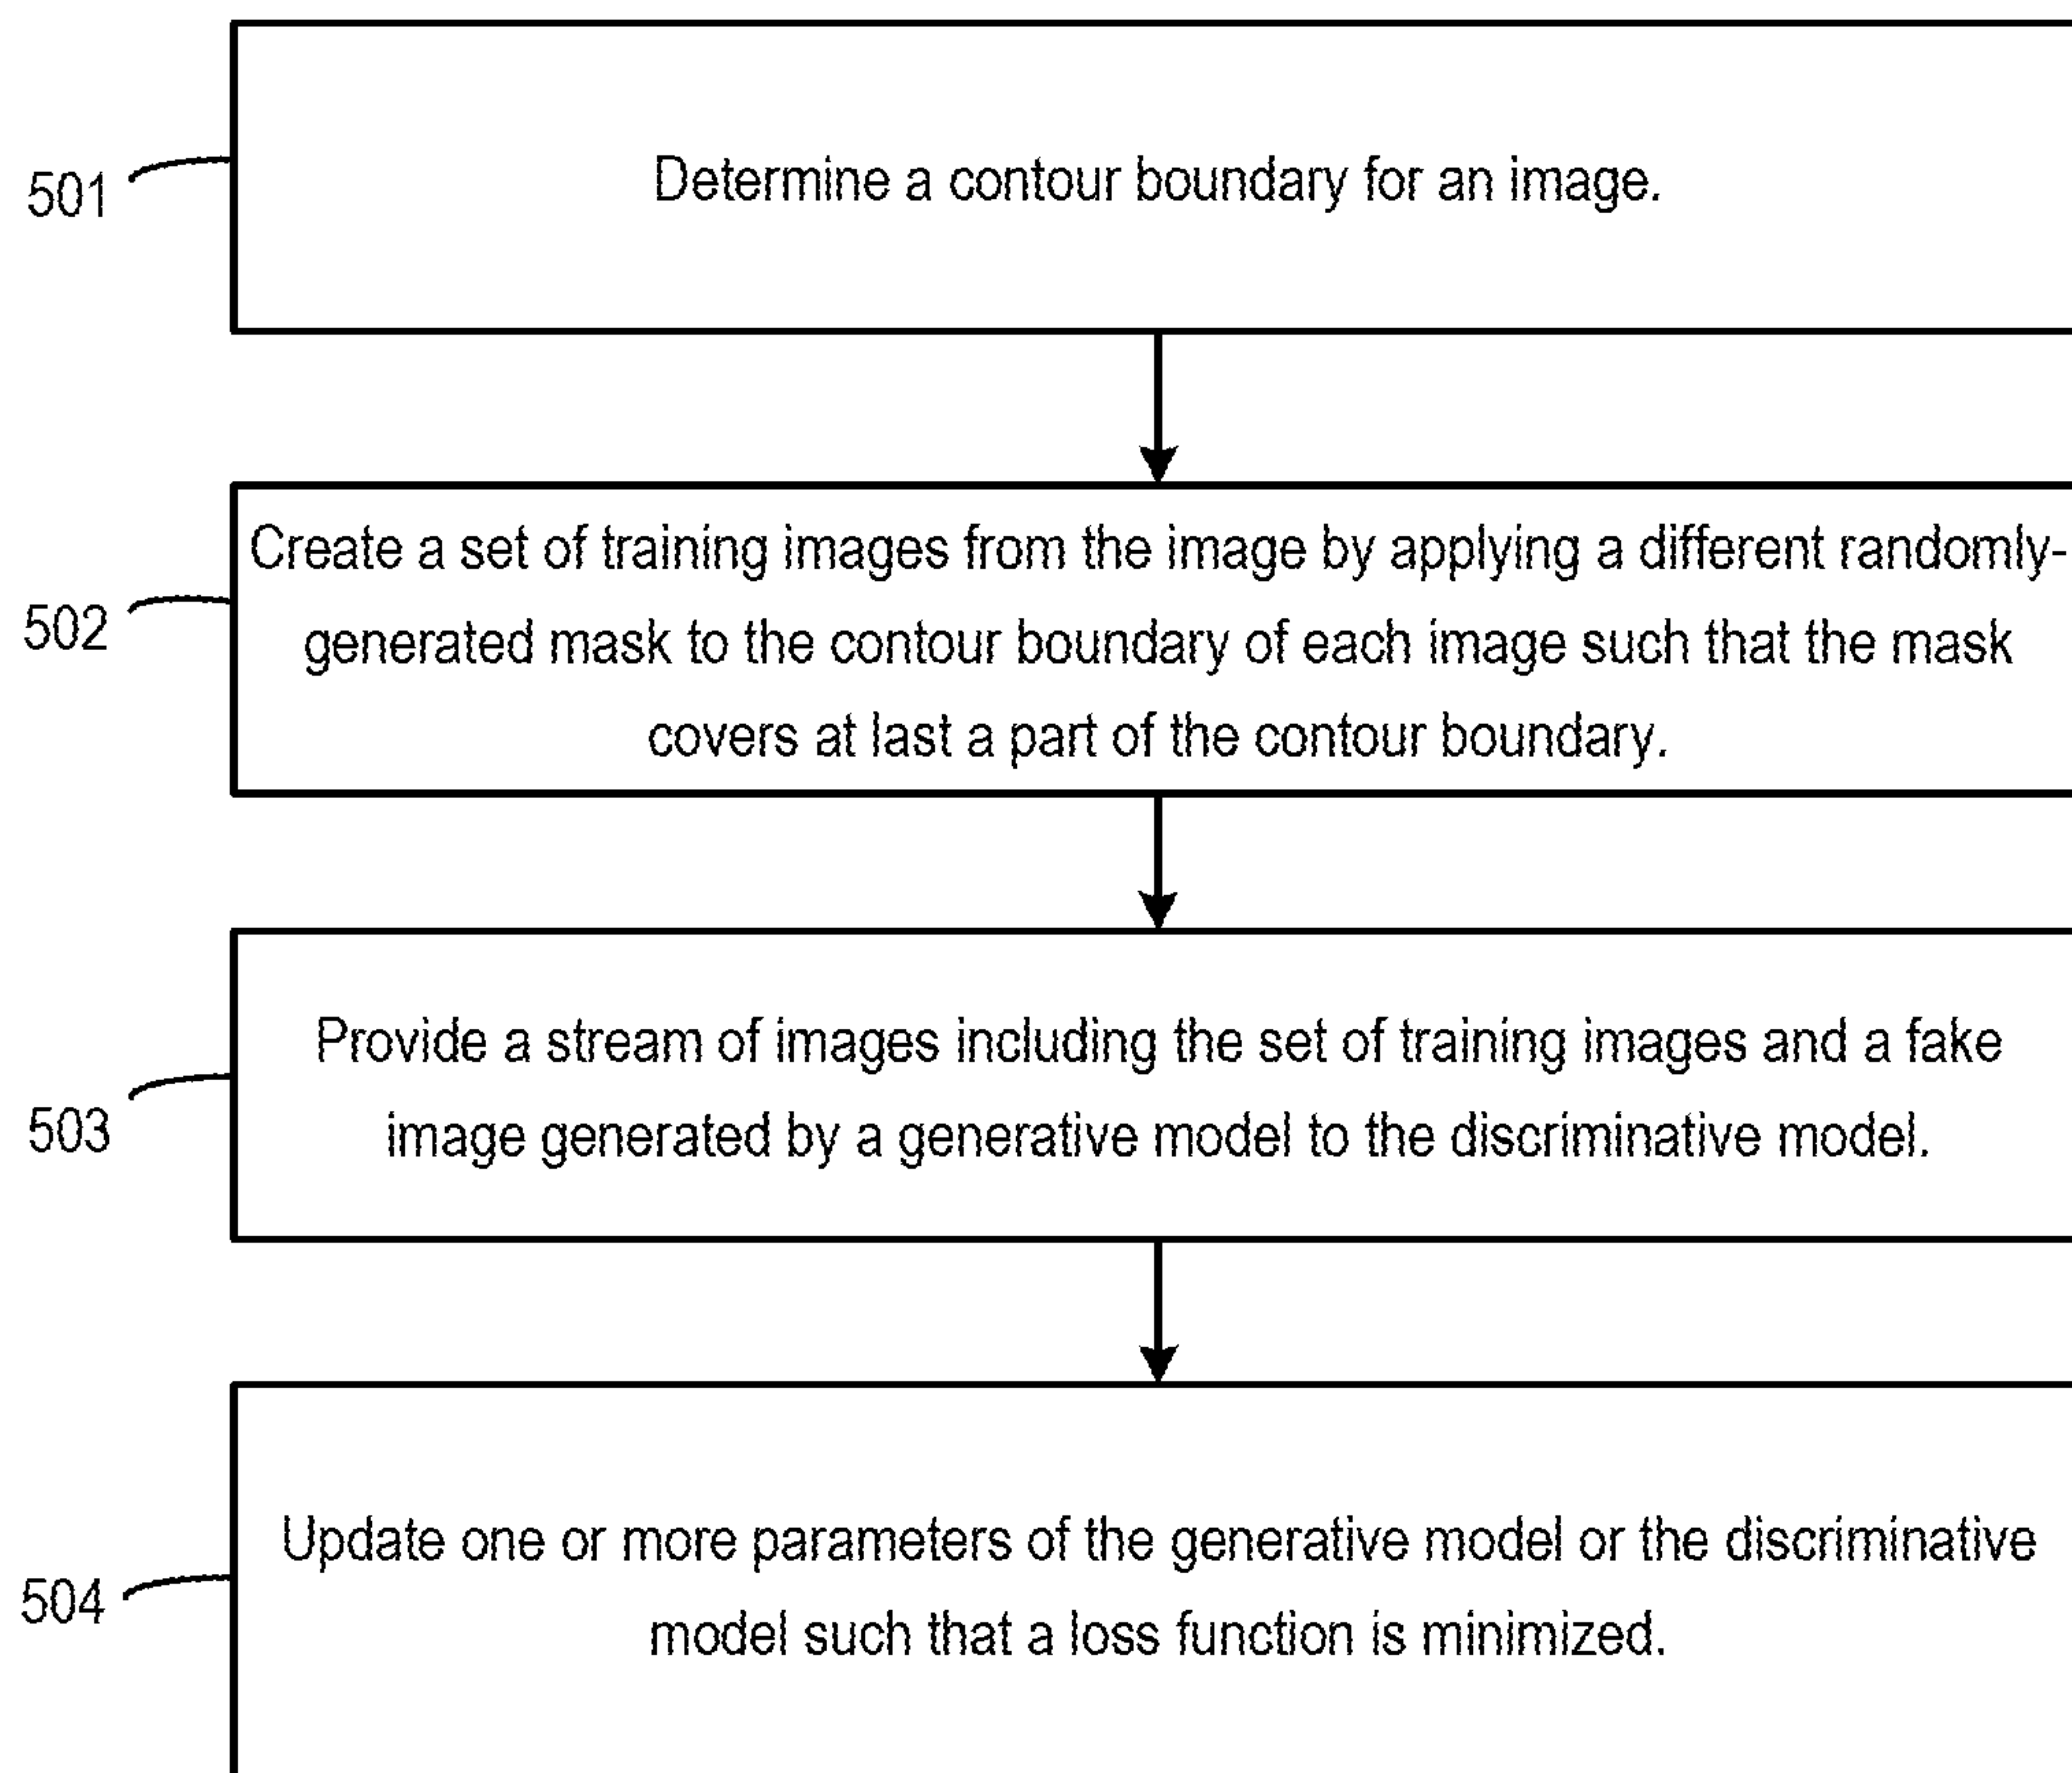 501
Determine a contour boundary for an image.
502
Create a set of training images from the image by applying a different randomly-
generated mask to the contour boundary of each image such that the mask
covers at last a part of the contour boundary.
503
Provide a stream of images including the set of training images and a fake
image generated by a generative model to the discriminative model.
504
Update one or more parameters of the generative model or the discriminative
model such that a loss function is minimized.